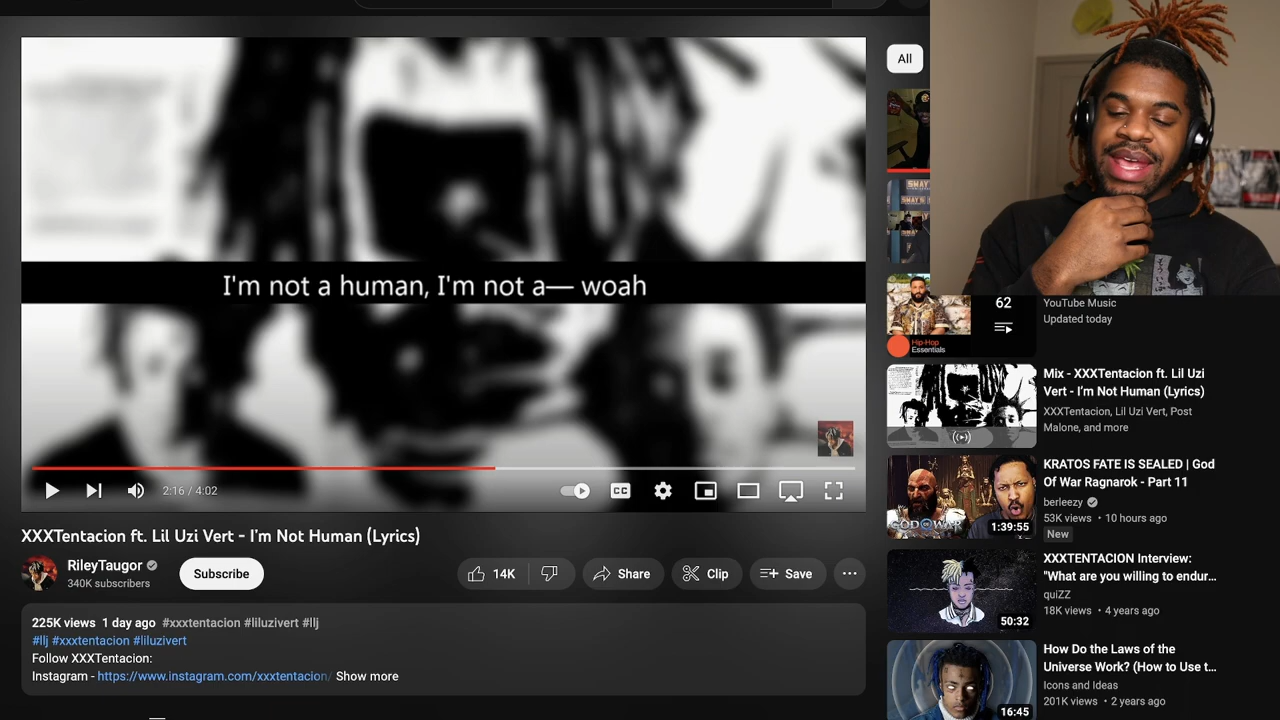 All
SWAY'S
I'm not a human, I'm not a— woah
2:16 / 4:02
CC
XXXTentacion ft. Lil Uzi Vert - I'm Not Human (Lyrics)
RileyTaugor
340K subscribers
Subscribe
14K
Share
Clip
Save
225K views 1 day ago #xxxtentacion #liluzivert #llj
#llj #xxxtentacion #liluzivert
Follow XXXTentacion:
Instagram - https://www.instagram.com/xxxtentacion/ Show more
62
Hip-Hop
Essentials
YouTube Music
Updated today
Mix - XXXTentacion ft. Lil Uzi
Vert - I'm Not Human (Lyrics)
XXXTentacion, Lil Uzi Vert, Post
Malone, and more
GOD OF WAR
1:39:55
KRATOS FATE IS SEALED | God
Of War Ragnarok - Part 11
berleezy
53K views • 10 hours ago
New
50:32
XXXTENTACION Interview:
"What are you willing to endur...
quiZZ
18K views • 4 years ago
16:45
How Do the Laws of the
Universe Work? (How to Use t...
Icons and Ideas
201K views • 2 years ago